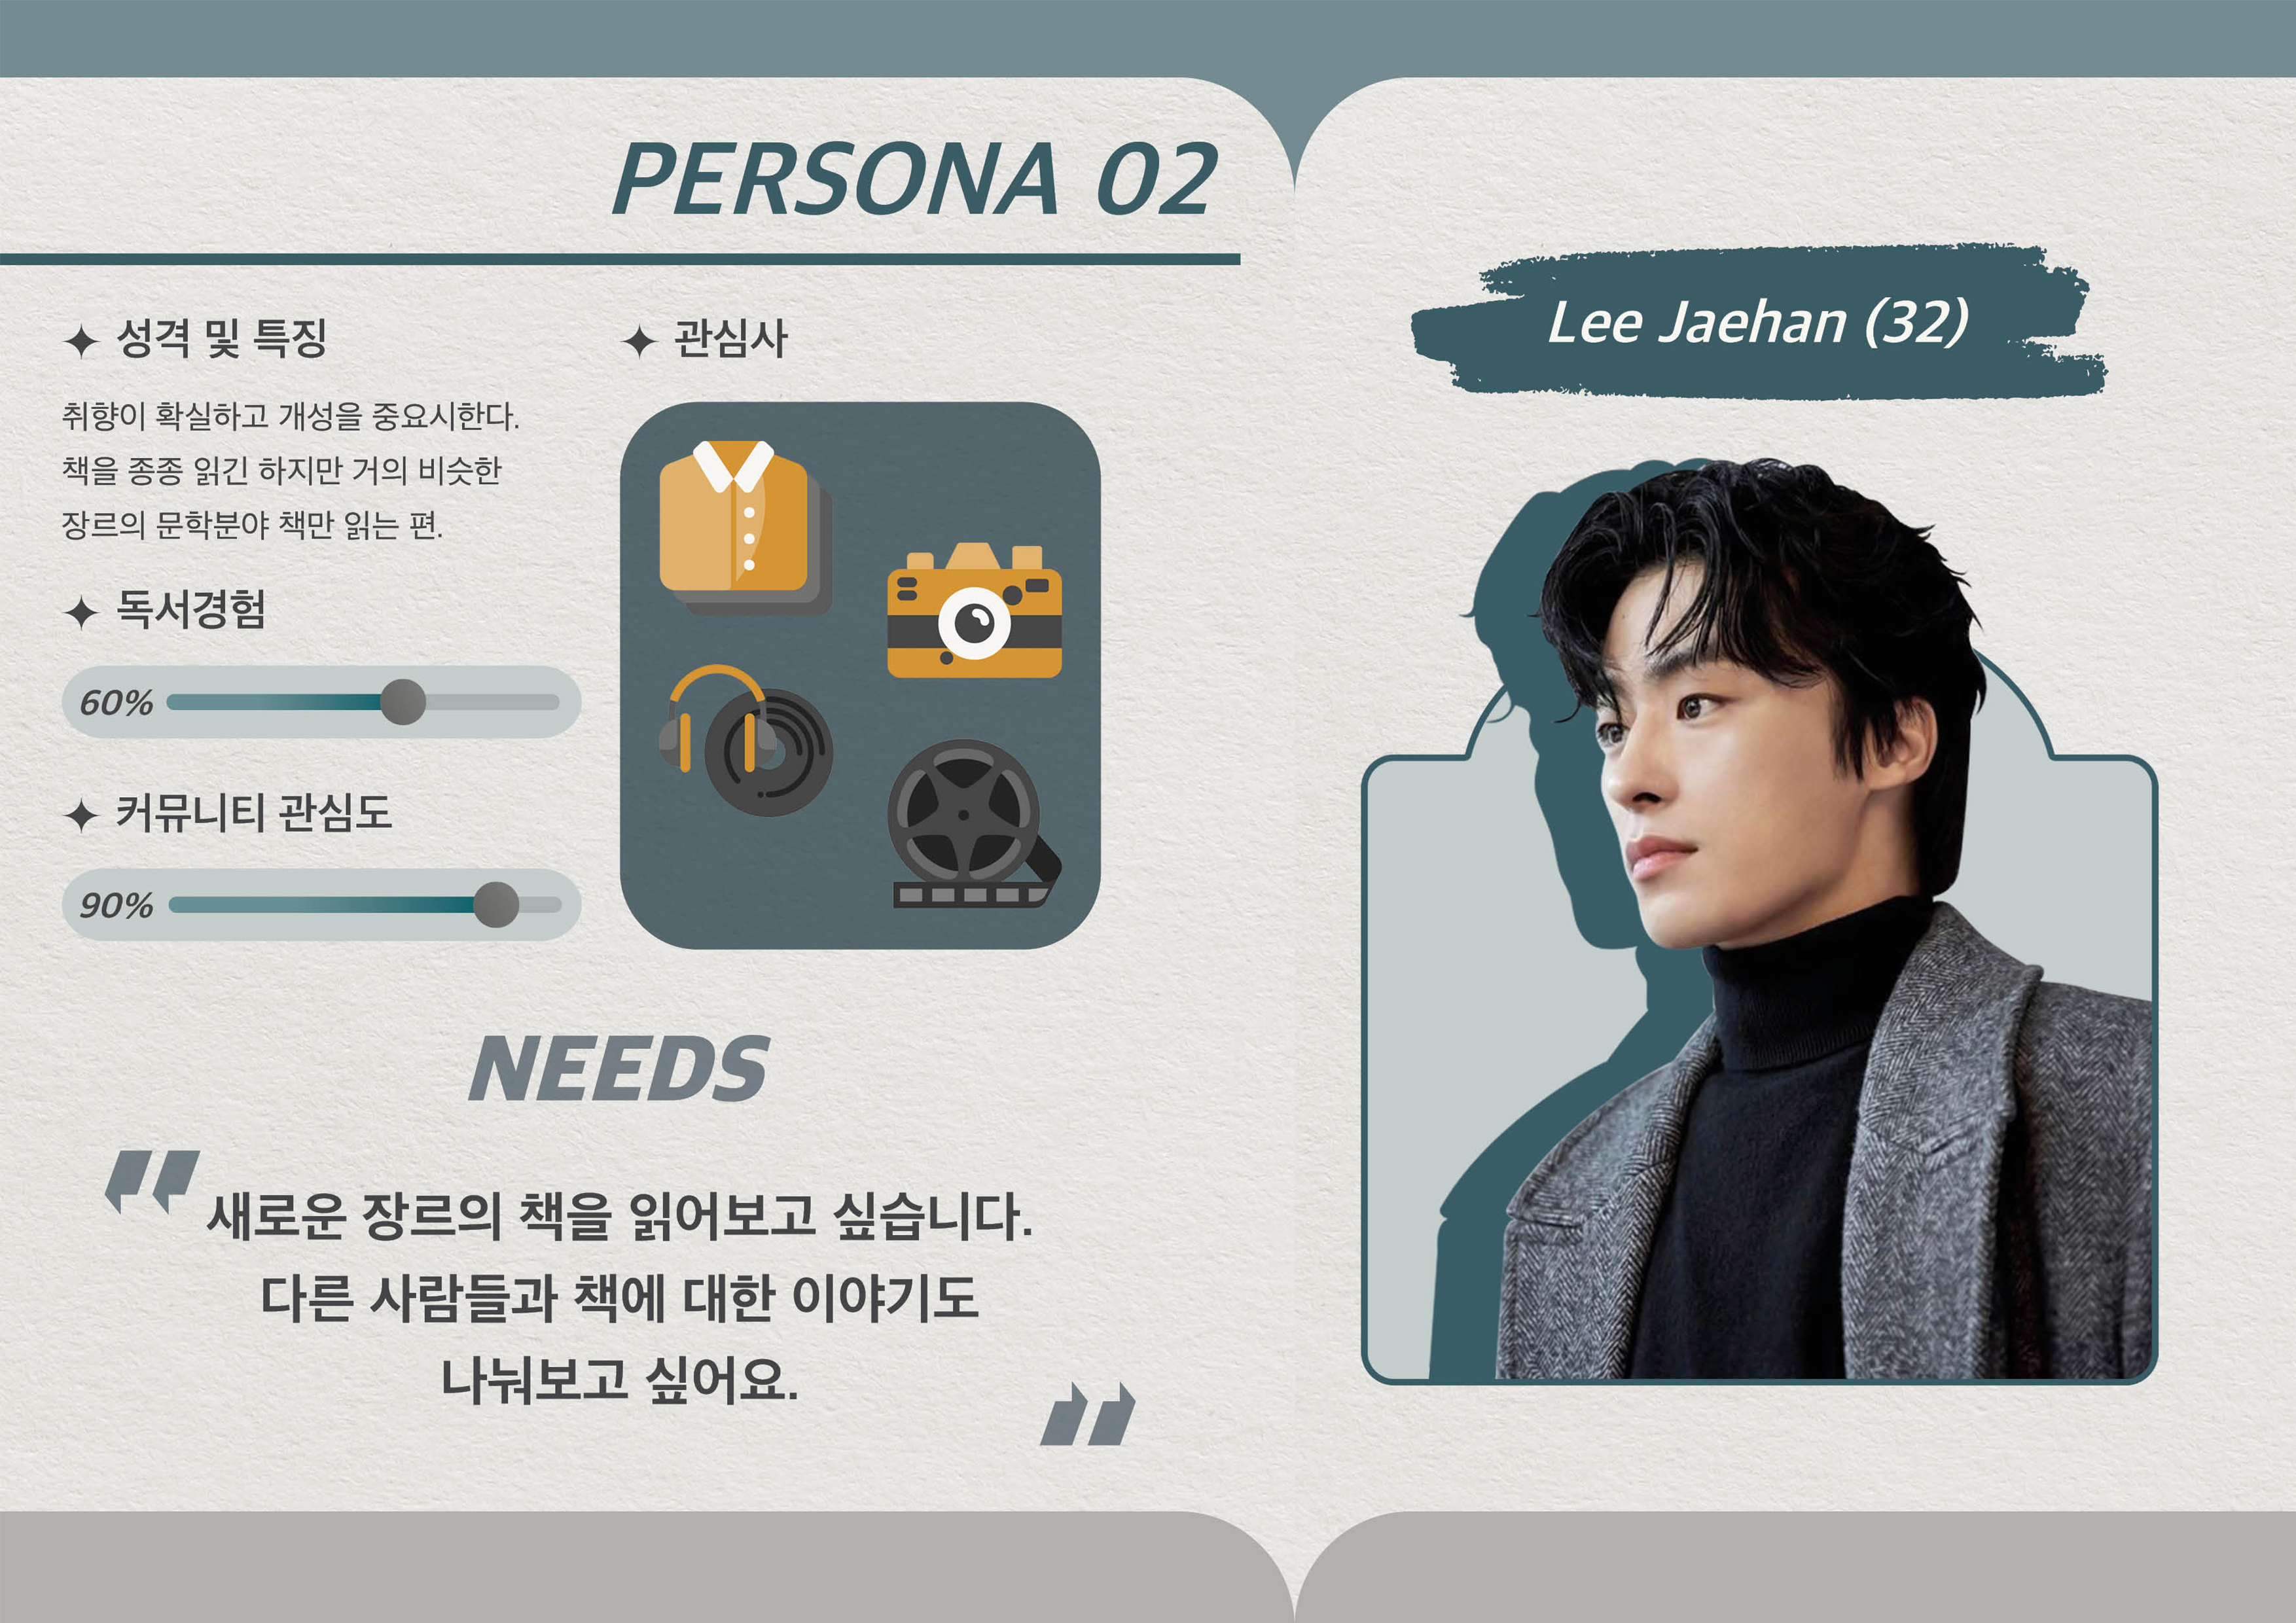 PERSONA 02
성격 및 특징
취향이 확실하고 개성을 중요시한다.
책을 종종 읽긴 하지만 거의 비슷한
장르의 문학분야 책만 읽는 편.
독서경험
60%
커뮤니티 관심도
90%
관심사
NEEDS
“새로운 장르의 책을 읽어보고 싶습니다.
다른 사람들과 책에 대한 이야기도
나눠보고 싶어요.”
Lee Jaehan (32)